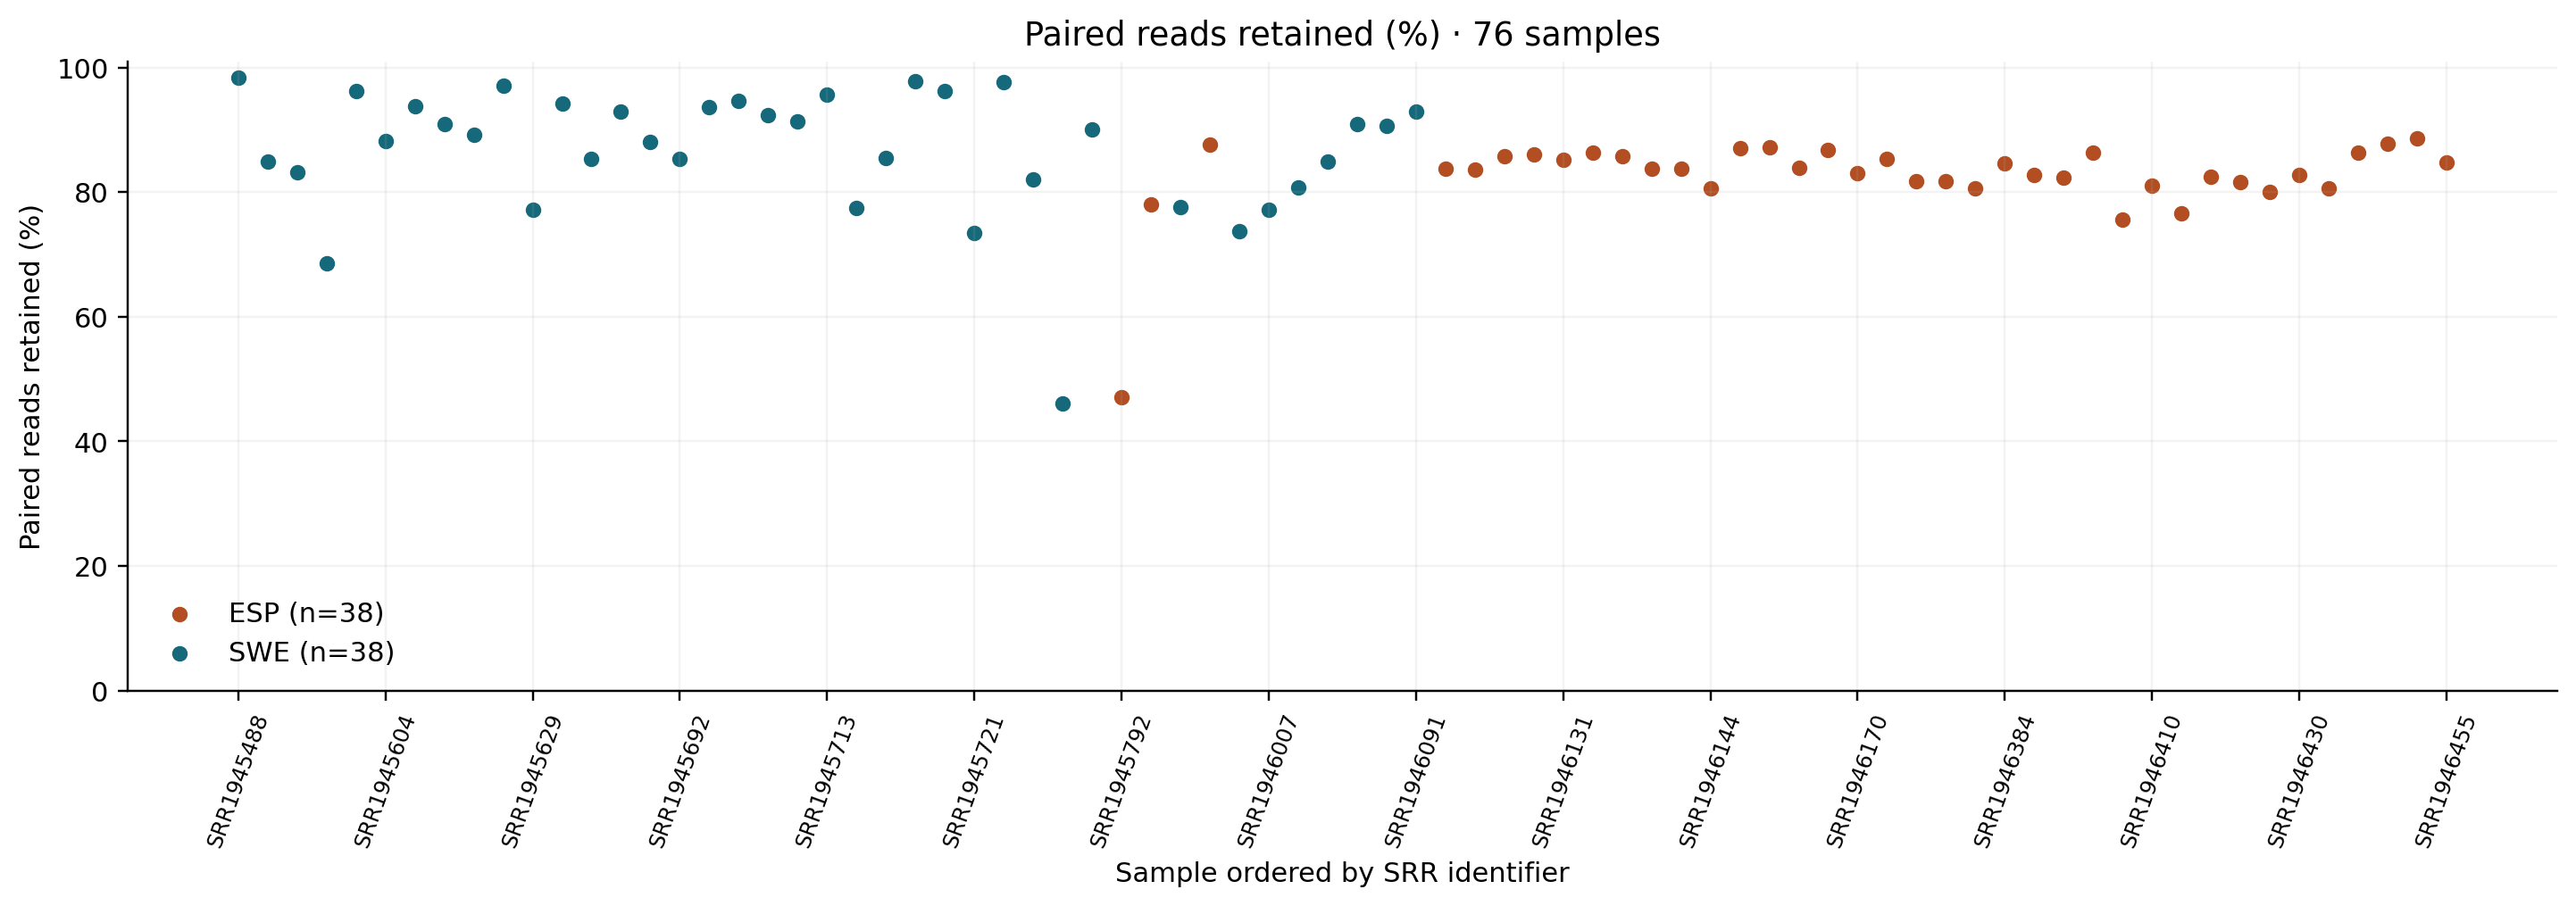 Paired reads retained (%) · 76 samples
Paired reads retained (%)
100
80
60
40
20
0
ESP (n=38)
SWE (n=38)
SRR1945488
SRR1945604
SRR1945629
SRR1945692
SRR1945713
SRR1945721
SRR1945792
SRR1946007
SRR1946091
SRR1946131
SRR1946144
SRR1946170
SRR1946384
SRR1946410
SRR1946430
SRR1946455
Sample ordered by SRR identifier